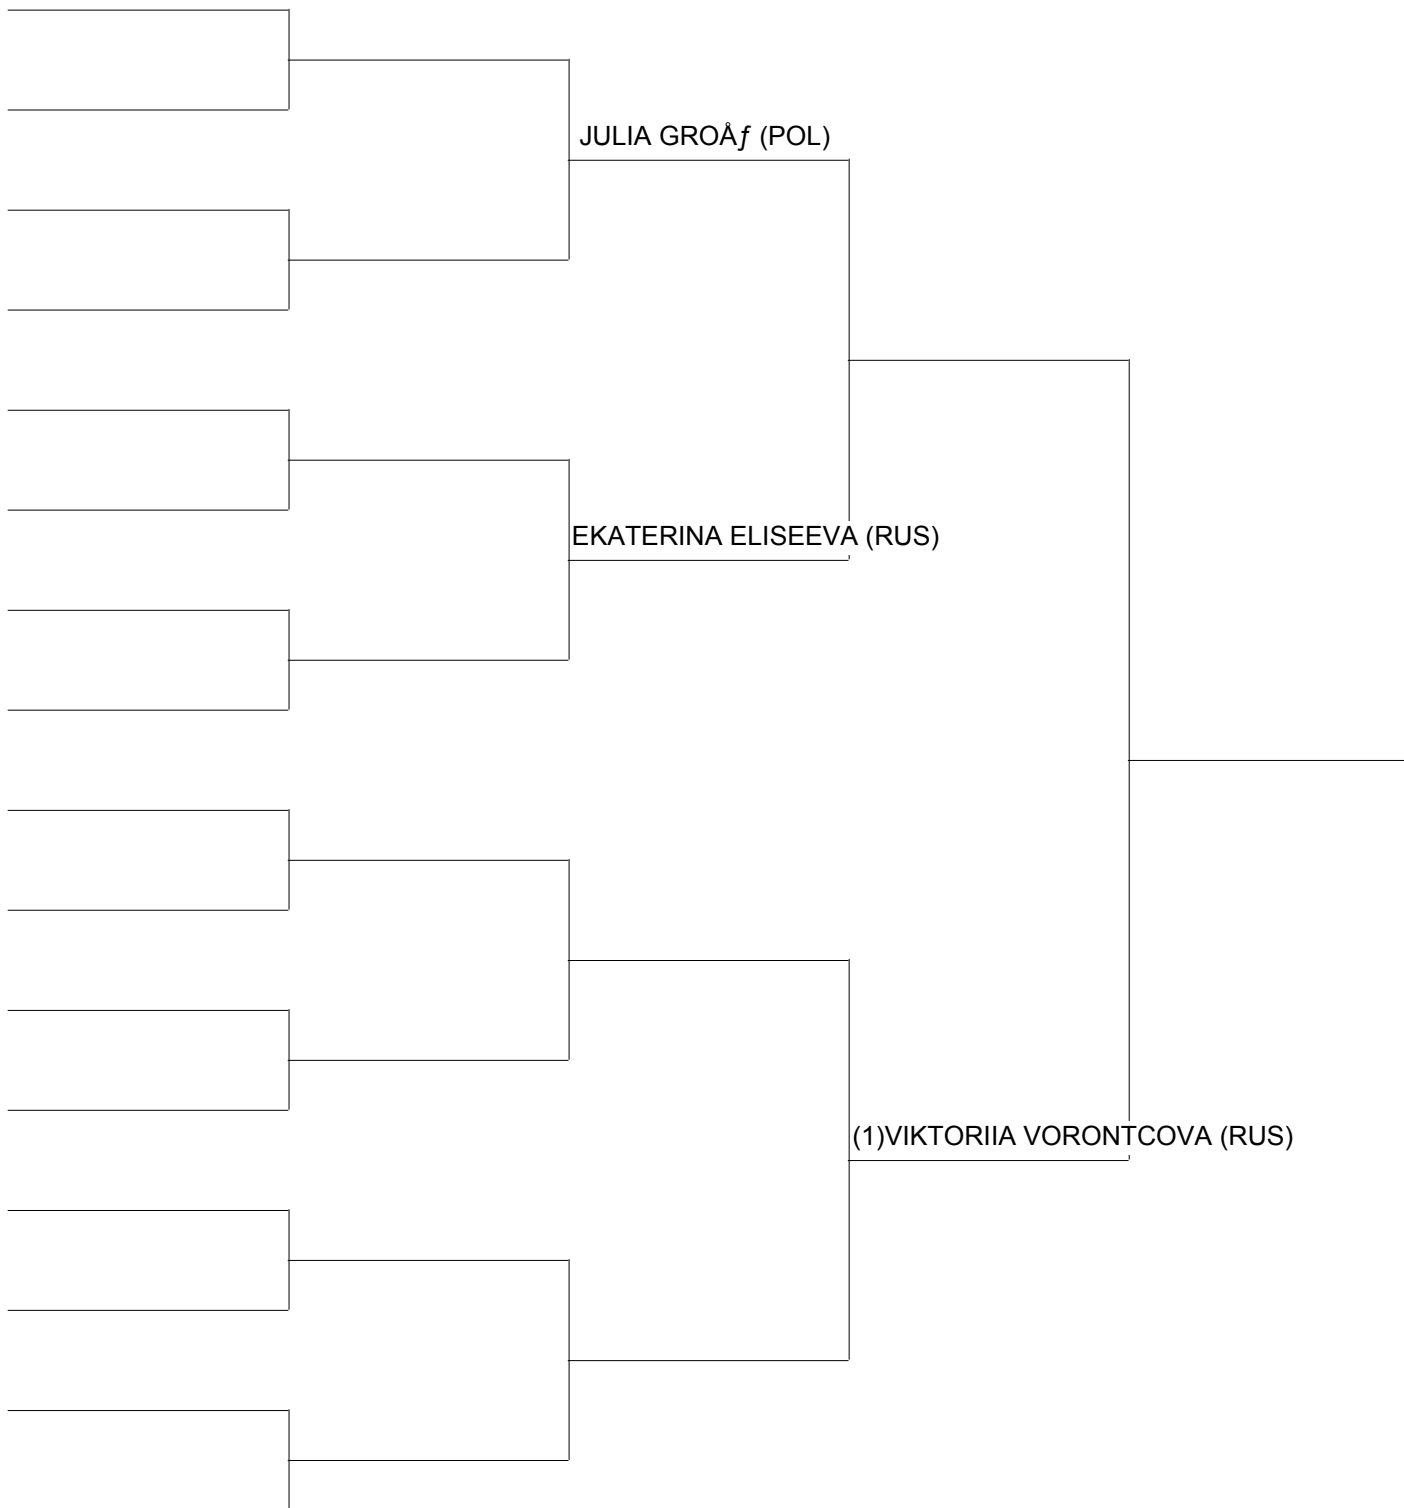 JULIA GROÅƒ (POL)
EKATERINA ELISEEVA (RUS)
(1)VIKTORIIA VORONTCOVA (RUS)